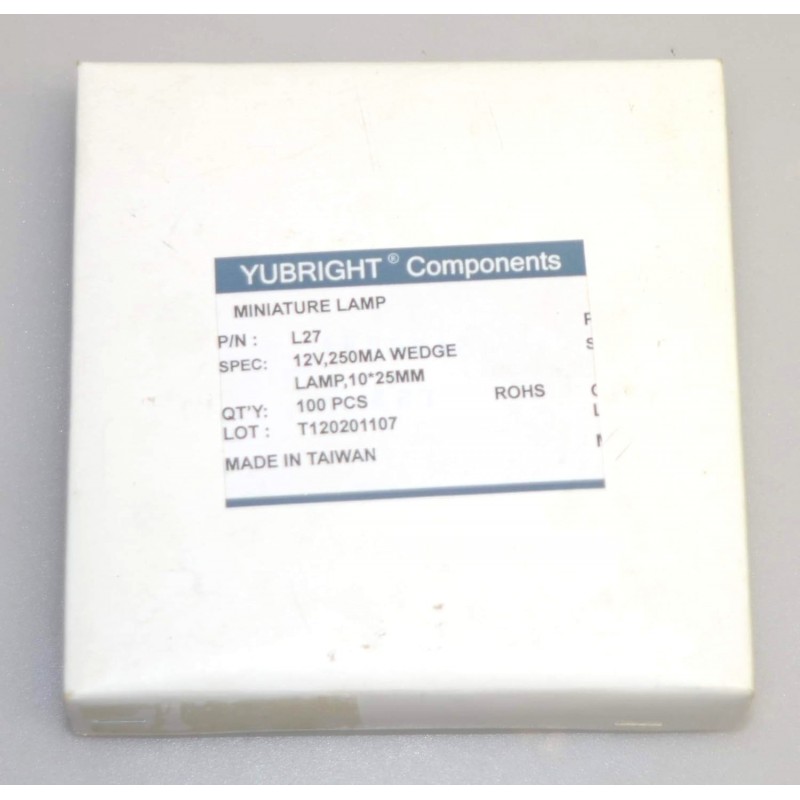 YUBRIGHT® Components
MINIATURE LAMP
P/N : L27
SPEC: 12V,250MA WEDGE
LAMP,10*25MM
QT'Y: 100 PCS ROHS
LOT : T120201107
MADE IN TAIWAN